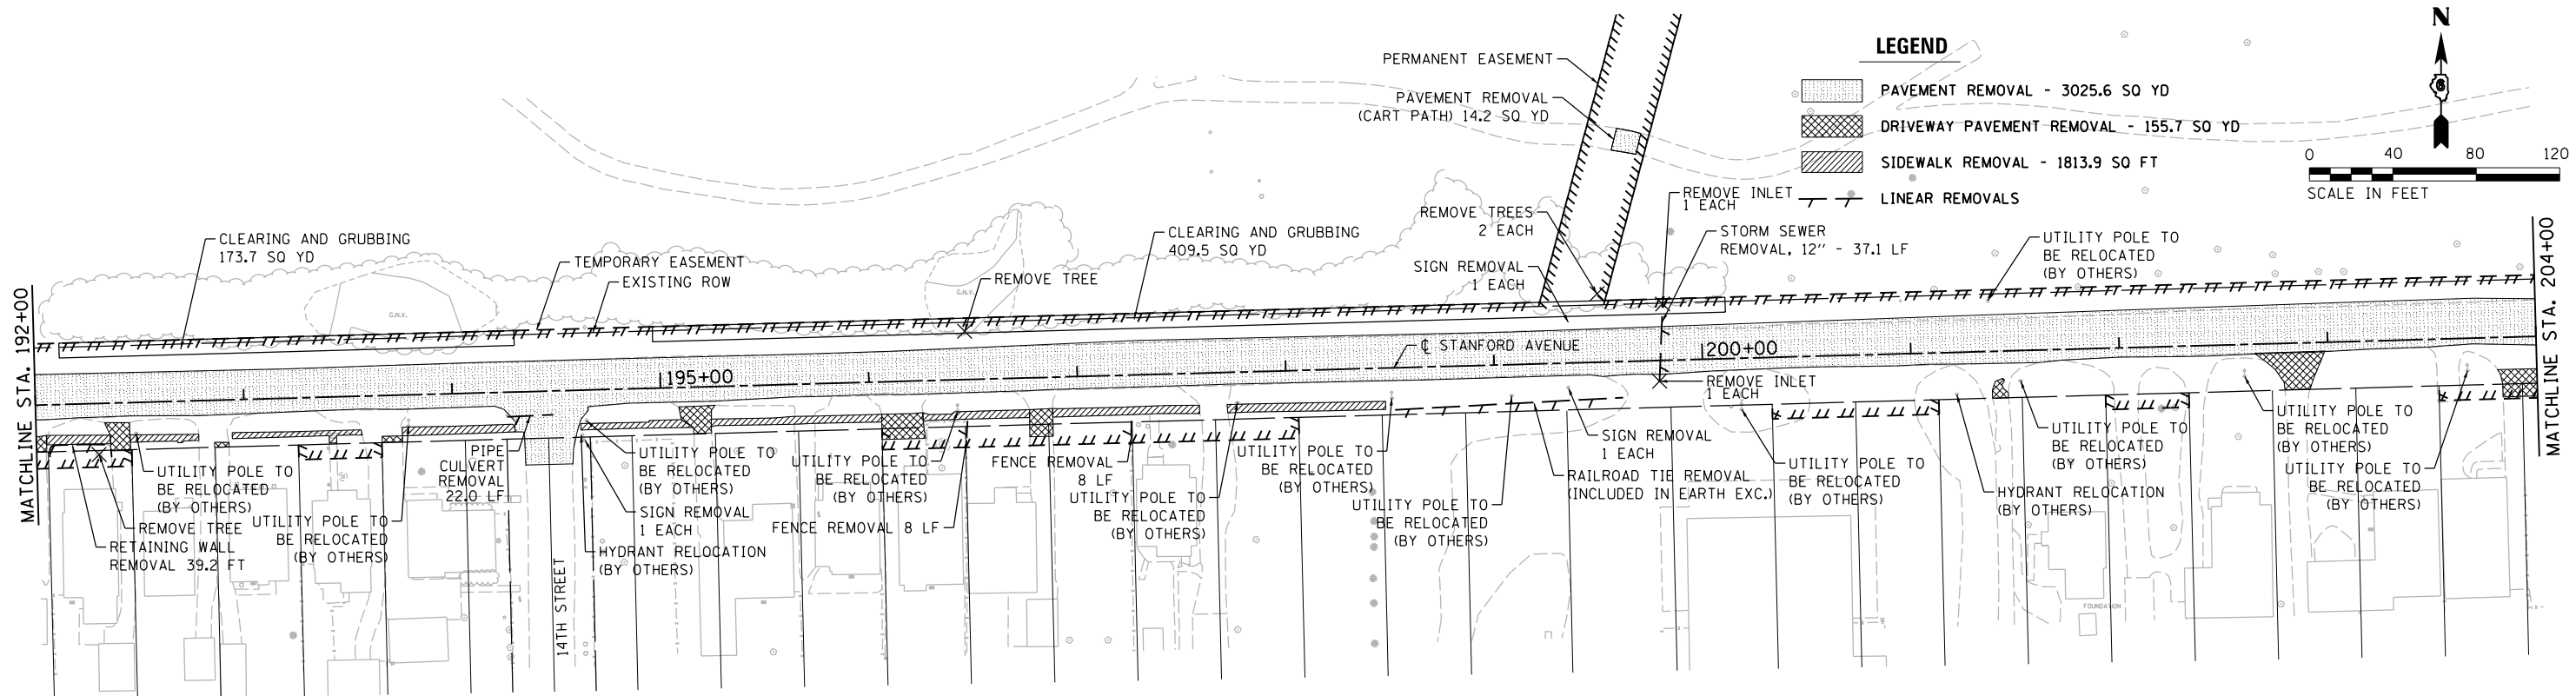 LEGEND
PAVEMENT REMOVAL - 3025.6 SQ YD
DRIVEWAY PAVEMENT REMOVAL - 155.7 SQ YD
SIDEWALK REMOVAL - 1813.9 SQ FT
LINEAR REMOVALS
N
6
0 40 80 120
SCALE IN FEET
PERMANENT EASEMENT
PAVEMENT REMOVAL
(CART PATH) 14.2 SQ YD
REMOVE TREES
2 EACH
SIGN REMOVAL
1 EACH
REMOVE INLET
1 EACH
STORM SEWER
REMOVAL, 12" - 37.1 LF
UTILITY POLE TO
BE RELOCATED
(BY OTHERS)
CLEARING AND GRUBBING
173.7 SQ YD
TEMPORARY EASEMENT
EXISTING ROW
REMOVE TREE
CLEARING AND GRUBBING
409.5 SQ YD
MATCHLINE STA. 192+00
MATCHLINE STA. 204+00
195+00
℄ STANFORD AVENUE
200+00
REMOVE INLET
1 EACH
UTILITY POLE TO
BE RELOCATED
(BY OTHERS)
REMOVE TREE
RETAINING WALL
REMOVAL 39.2 FT
UTILITY POLE TO
BE RELOCATED
(BY OTHERS)
PIPE
CULVERT
REMOVAL
22.0 LF
14TH STREET
UTILITY POLE TO
BE RELOCATED
(BY OTHERS)
SIGN REMOVAL
1 EACH
HYDRANT RELOCATION
(BY OTHERS)
UTILITY POLE TO
BE RELOCATED
(BY OTHERS)
FENCE REMOVAL 8 LF
FENCE REMOVAL
8 LF
UTILITY POLE TO
BE RELOCATED
(BY OTHERS)
UTILITY POLE TO
BE RELOCATED
(BY OTHERS)
UTILITY POLE TO
BE RELOCATED
(BY OTHERS)
SIGN REMOVAL
1 EACH
RAILROAD TIE REMOVAL
(INCLUDED IN EARTH EXC.)
UTILITY POLE TO
BE RELOCATED
(BY OTHERS)
HYDRANT RELOCATION
(BY OTHERS)
UTILITY POLE TO
BE RELOCATED
(BY OTHERS)
UTILITY POLE TO
BE RELOCATED
(BY OTHERS)
UTILITY POLE TO
BE RELOCATED
(BY OTHERS)
FOUNDATION